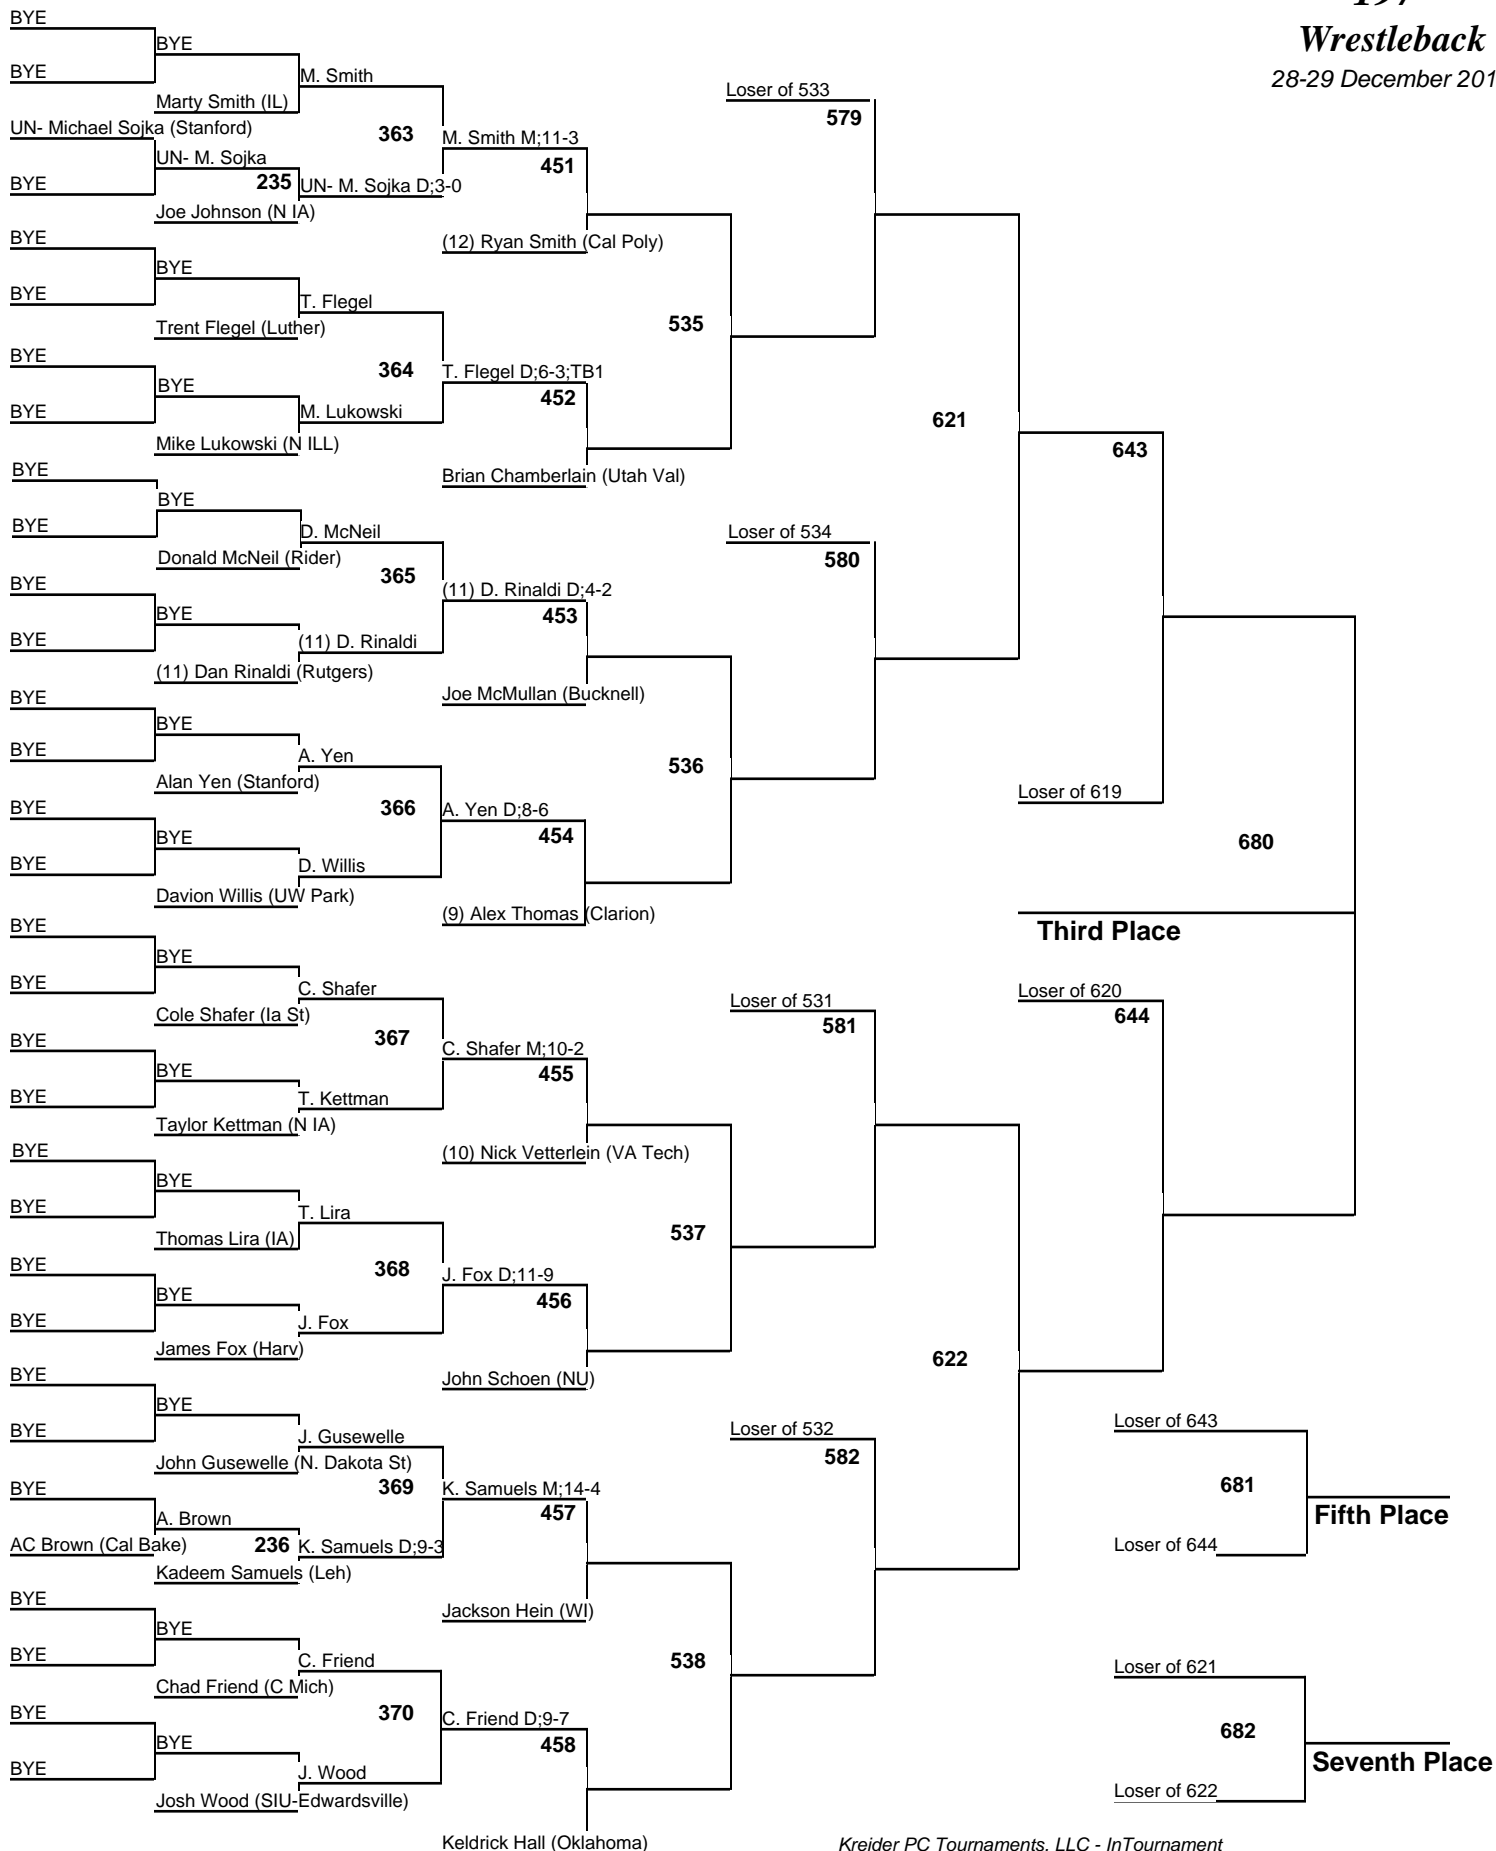 197
Wrestleback
28-29 December 201
BYE
BYE
BYE
M. Smith
Marty Smith (IL)
UN- Michael Sojka (Stanford)
363
UN- M. Sojka
235
UN- M. Sojka D;3-0
BYE
Joe Johnson (N IA)
M. Smith M;11-3
451
(12) Ryan Smith (Cal Poly)
Loser of 533
579
BYE
BYE
BYE
T. Flegel
Trent Flegel (Luther)
535
BYE
364
T. Flegel D;6-3;TB1
452
BYE
BYE
M. Lukowski
Mike Lukowski (N ILL)
Brian Chamberlain (Utah Val)
621
643
BYE
BYE
BYE
D. McNeil
Donald McNeil (Rider)
Loser of 534
580
365
(11) D. Rinaldi D;4-2
453
BYE
BYE
BYE
(11) D. Rinaldi
(11) Dan Rinaldi (Rutgers)
Joe McMullan (Bucknell)
BYE
BYE
BYE
A. Yen
Alan Yen (Stanford)
536
366
A. Yen D;8-6
454
BYE
BYE
BYE
D. Willis
Davion Willis (UW Park)
(9) Alex Thomas (Clarion)
Loser of 619
680
Third Place
BYE
BYE
BYE
C. Shafer
Cole Shafer (Ia St)
Loser of 531
581
Loser of 620
644
367
C. Shafer M;10-2
455
BYE
BYE
BYE
T. Kettman
Taylor Kettman (N IA)
(10) Nick Vetterlein (VA Tech)
BYE
BYE
BYE
T. Lira
Thomas Lira (IA)
537
368
J. Fox D;11-9
456
BYE
BYE
BYE
J. Fox
James Fox (Harv)
John Schoen (NU)
622
BYE
BYE
BYE
J. Gusewelle
John Gusewelle (N. Dakota St)
Loser of 532
582
Loser of 643
681
Fifth Place
Loser of 644
369
K. Samuels M;14-4
457
BYE
A. Brown
AC Brown (Cal Bake)
236
K. Samuels D;9-3
Kadeem Samuels (Leh)
Jackson Hein (WI)
BYE
BYE
BYE
C. Friend
Chad Friend (C Mich)
538
Loser of 621
682
Seventh Place
Loser of 622
370
C. Friend D;9-7
458
BYE
BYE
BYE
J. Wood
Josh Wood (SIU-Edwardsville)
Keldrick Hall (Oklahoma)
Kreider PC Tournaments, LLC - InTournament